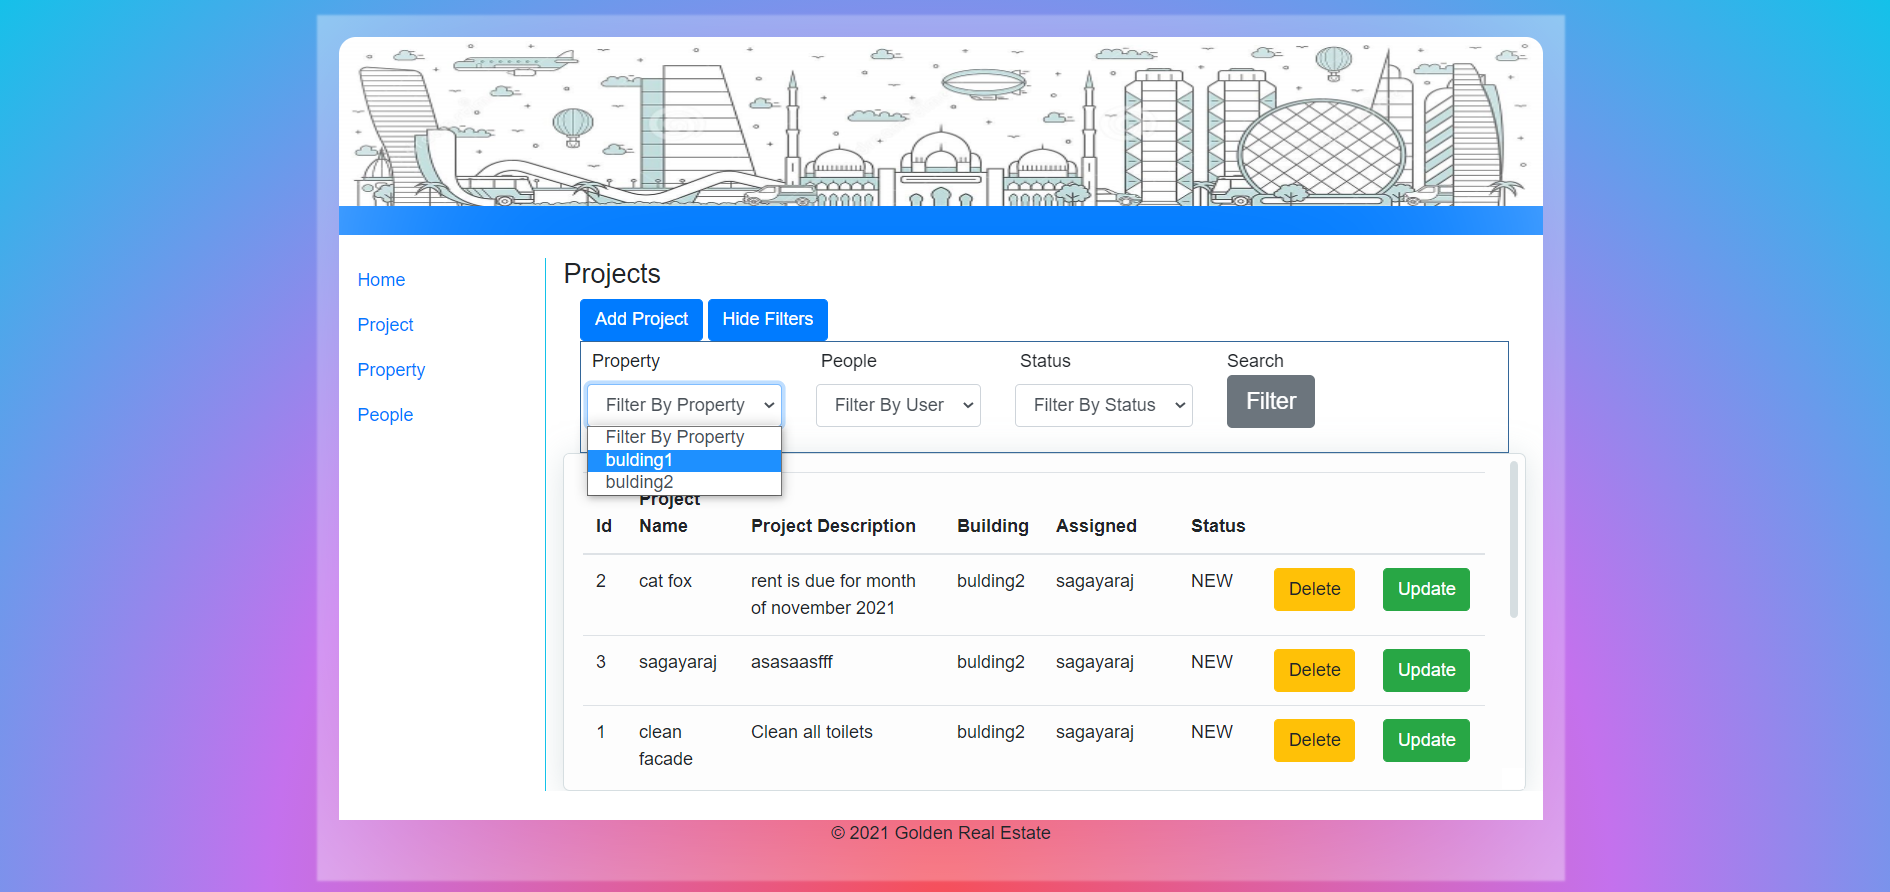 Home
Project
Property
People
Projects
Add Project Hide Filters
Property People Status Search
Filter By Property Filter By User Filter By Status Filter
Filter By Property
bulding1
bulding2
Project
Id Name Project Description Building Assigned Status
2 cat fox rent is due for month bulding2 sagayaraj NEW Delete Update
of november 2021
3 sagayaraj asasaasfff bulding2 sagayaraj NEW Delete Update
1 clean Clean all toilets bulding2 sagayaraj NEW Delete Update
facade
© 2021 Golden Real Estate